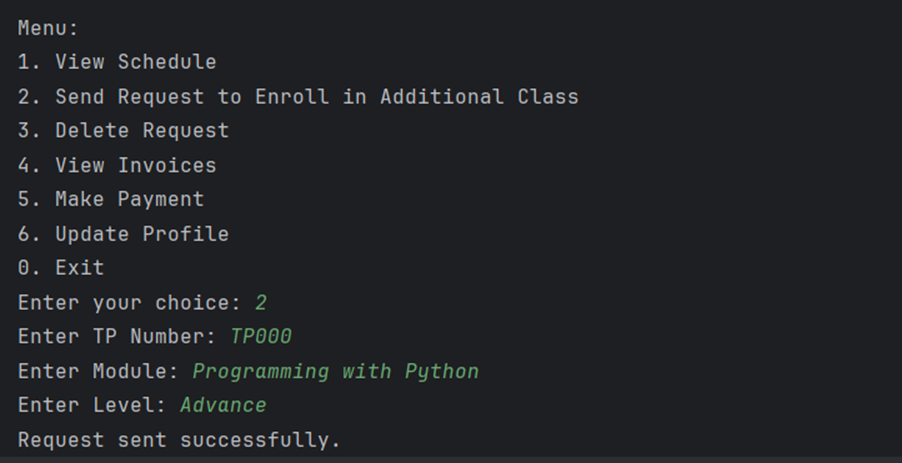 Menu:
1. View Schedule
2. Send Request to Enroll in Additional Class
3. Delete Request
4. View Invoices
5. Make Payment
6. Update Profile
0. Exit
Enter your choice: 2
Enter TP Number: TP000
Enter Module: Programming with Python
Enter Level: Advance
Request sent successfully.